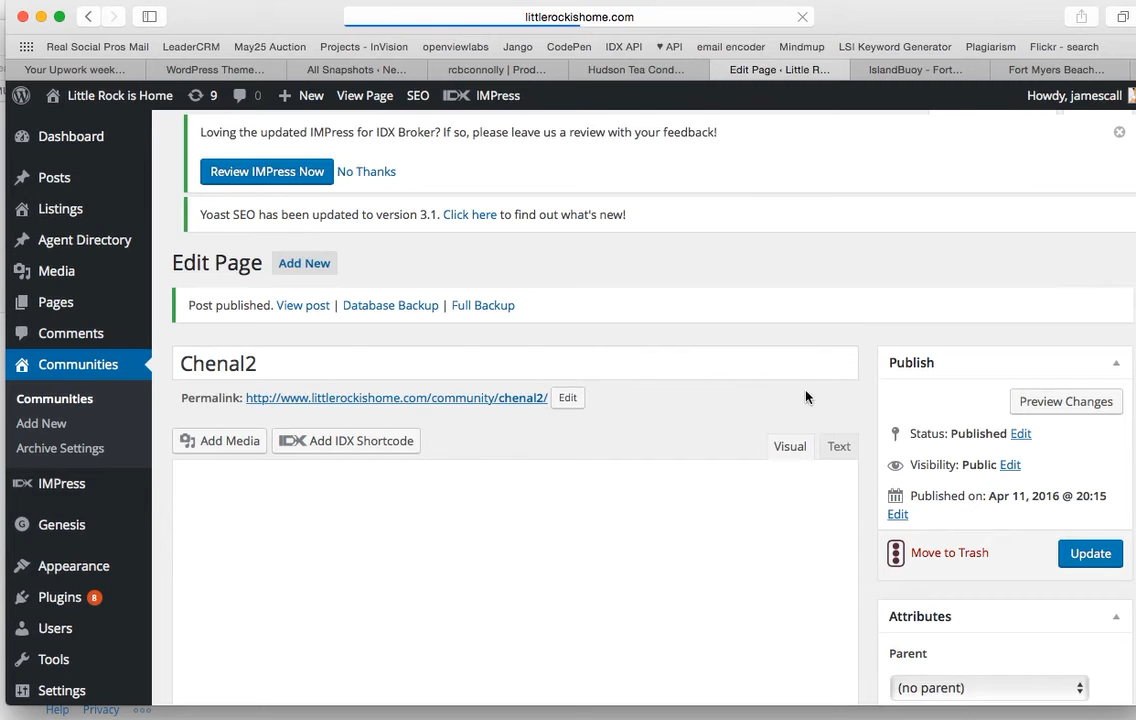 littlerockishome.com
Real Social Pros Mail LeaderCRM May25 Auction Projects - InVision openviewlabs Jango CodePen IDX API ♥ API email encoder Mindmup LSI Keyword Generator Plagiarism Flickr - search
Your Upwork week... WordPress Theme... All Snapshots ‹ Ne... rcbconnolly | Prod... Hudson Tea Cond... Edit Page ‹ Little R... IslandBuoy - Fort... Fort Myers Beach...
Little Rock is Home 9 0 New View Page SEO IDX IMPress Howdy, jamescall
Dashboard
Posts
Listings
Agent Directory
Media
Pages
Comments
Communities
Communities
Add New
Archive Settings
IDX IMPress
Genesis
Appearance
Plugins 8
Users
Tools
Settings
Loving the updated IMPress for IDX Broker? If so, please leave us a review with your feedback!
Review IMPress Now No Thanks
Yoast SEO has been updated to version 3.1. Click here to find out what's new!
Edit Page Add New
Post published. View post | Database Backup | Full Backup
Chenal2
Permalink: http://www.littlerockishome.com/community/chenal2/ Edit
Add Media IDX Add IDX Shortcode Visual Text
Publish
Preview Changes
Status: Published Edit
Visibility: Public Edit
Published on: Apr 11, 2016 @ 20:15
Edit
Move to Trash Update
Attributes
Parent
(no parent)
Help Privacy